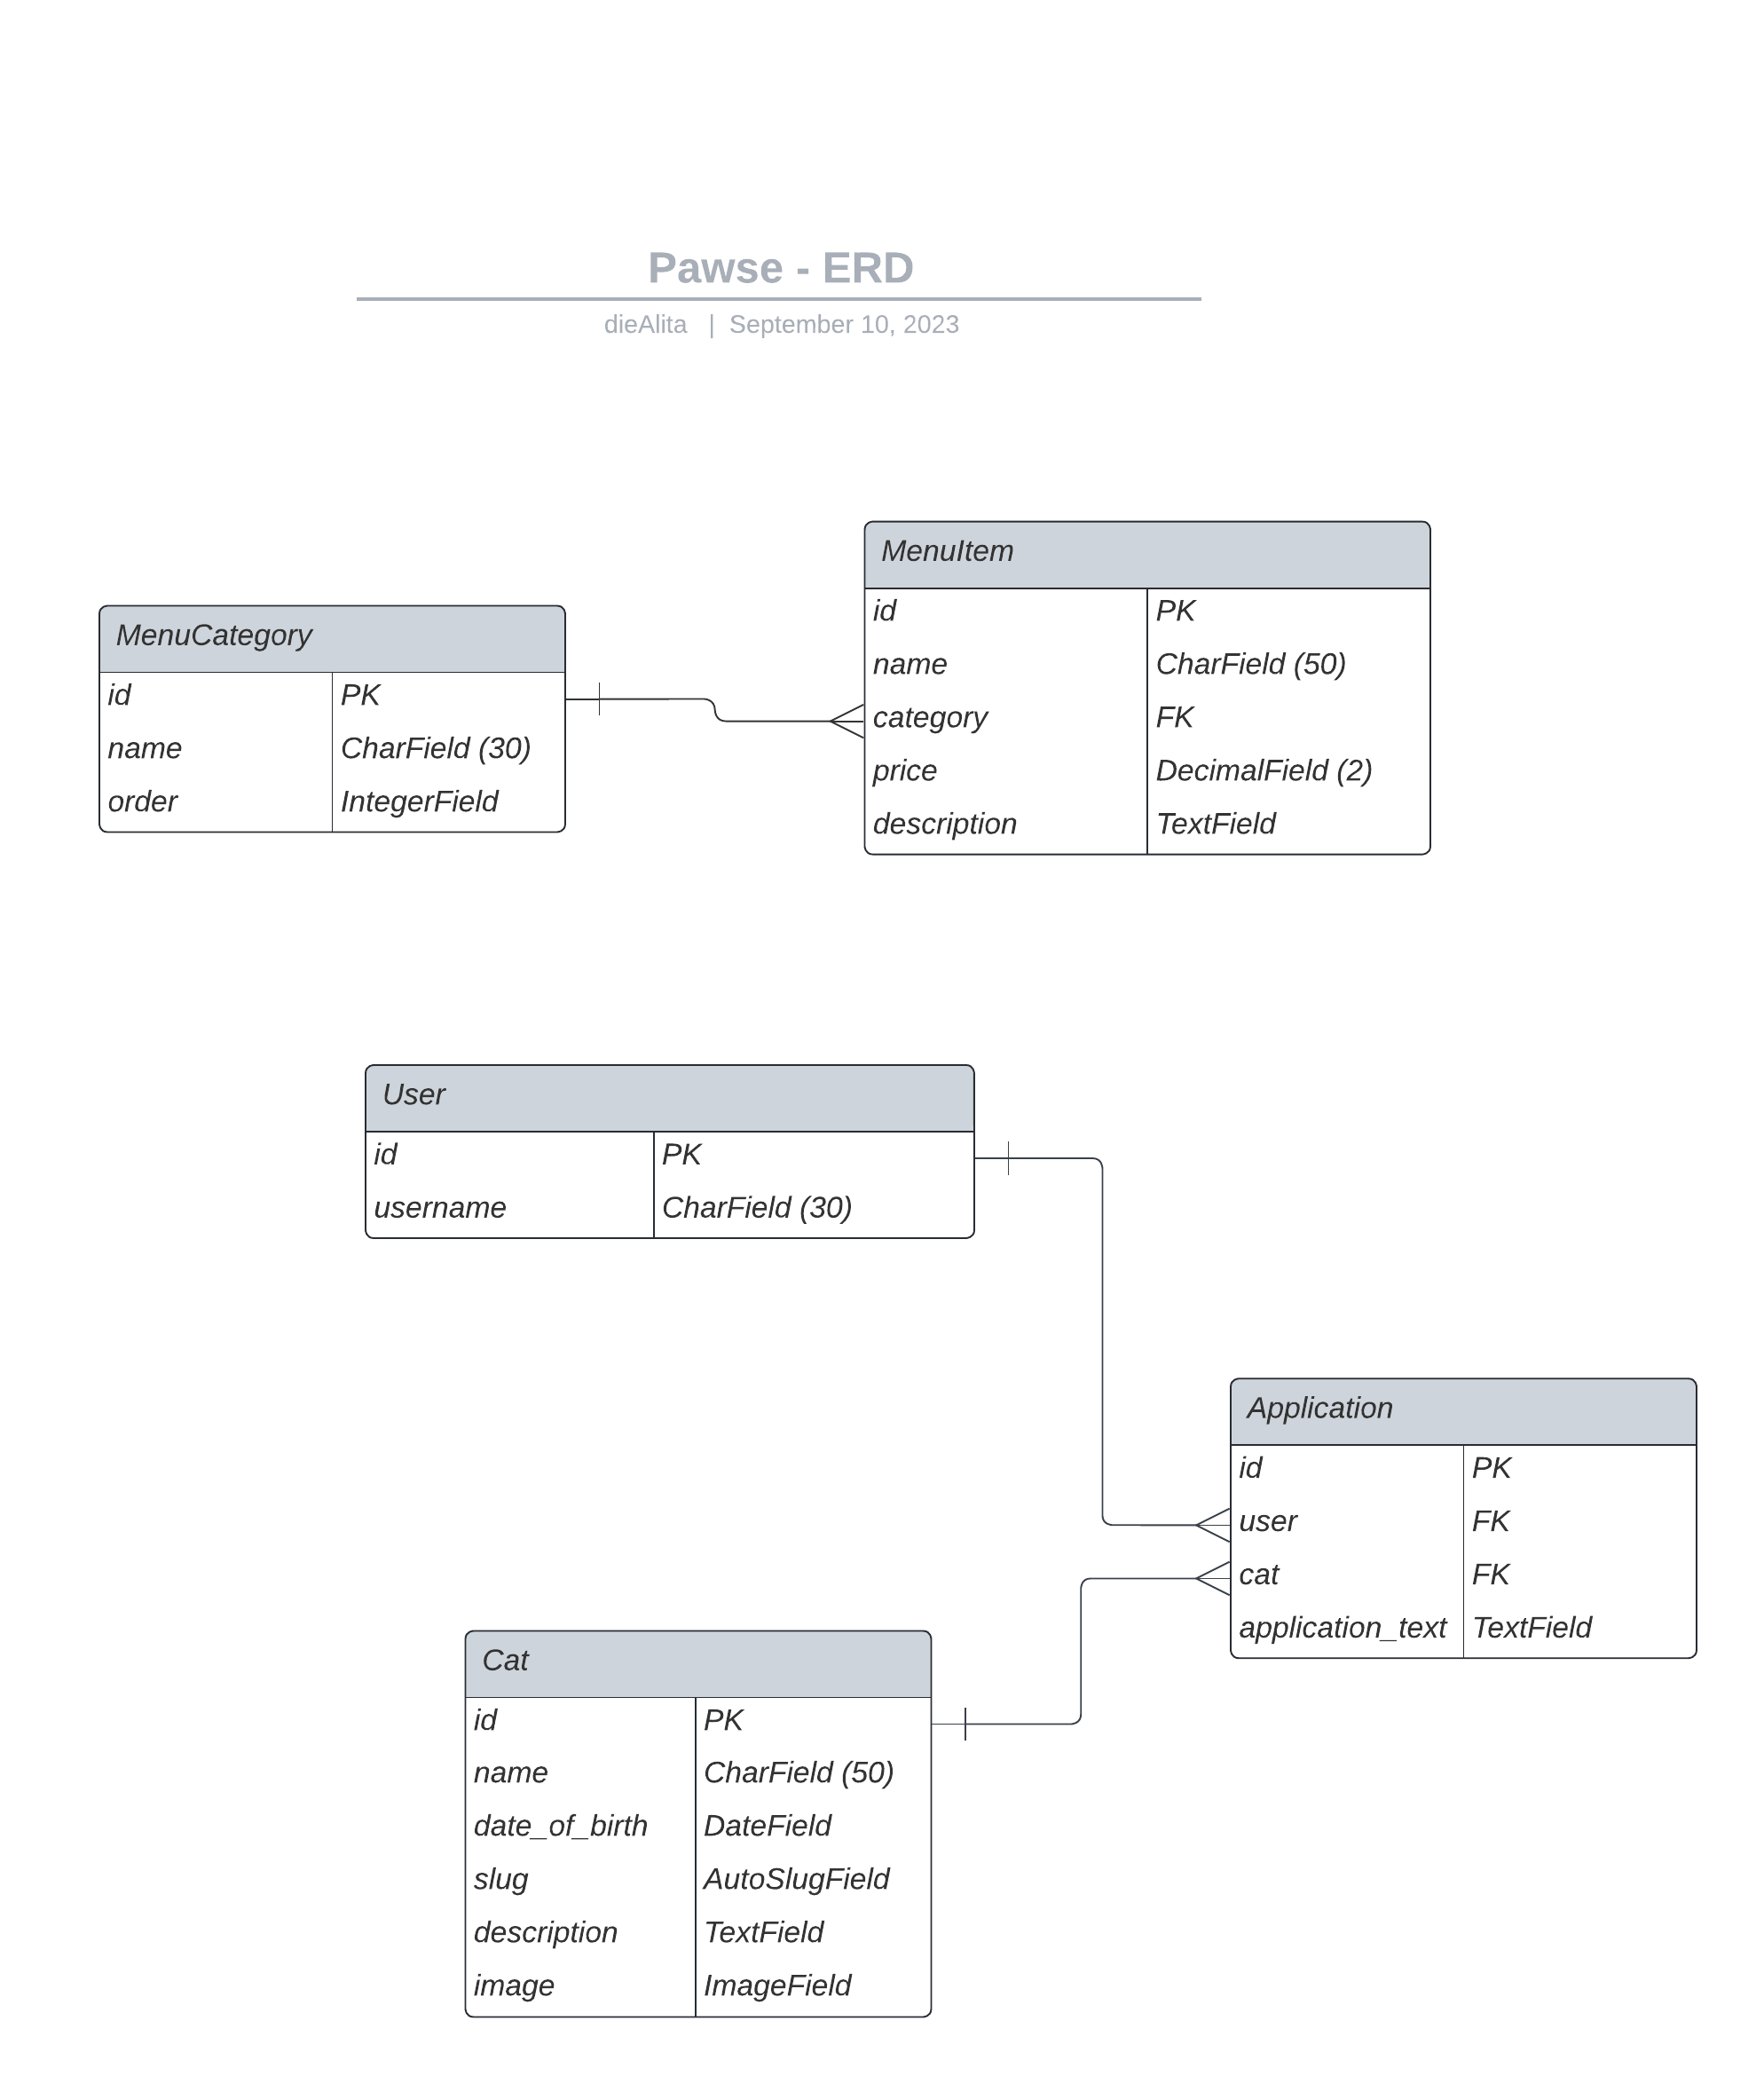 Pawse - ERD
dieAlita | September 10, 2023
MenuCategory
id PK
name CharField (30)
order IntegerField
MenuItem
id PK
name CharField (50)
category FK
price DecimalField (2)
description TextField
User
id PK
username CharField (30)
Application
id PK
user FK
cat FK
application_text TextField
Cat
id PK
name CharField (50)
date_of_birth DateField
slug AutoSlugField
description TextField
image ImageField